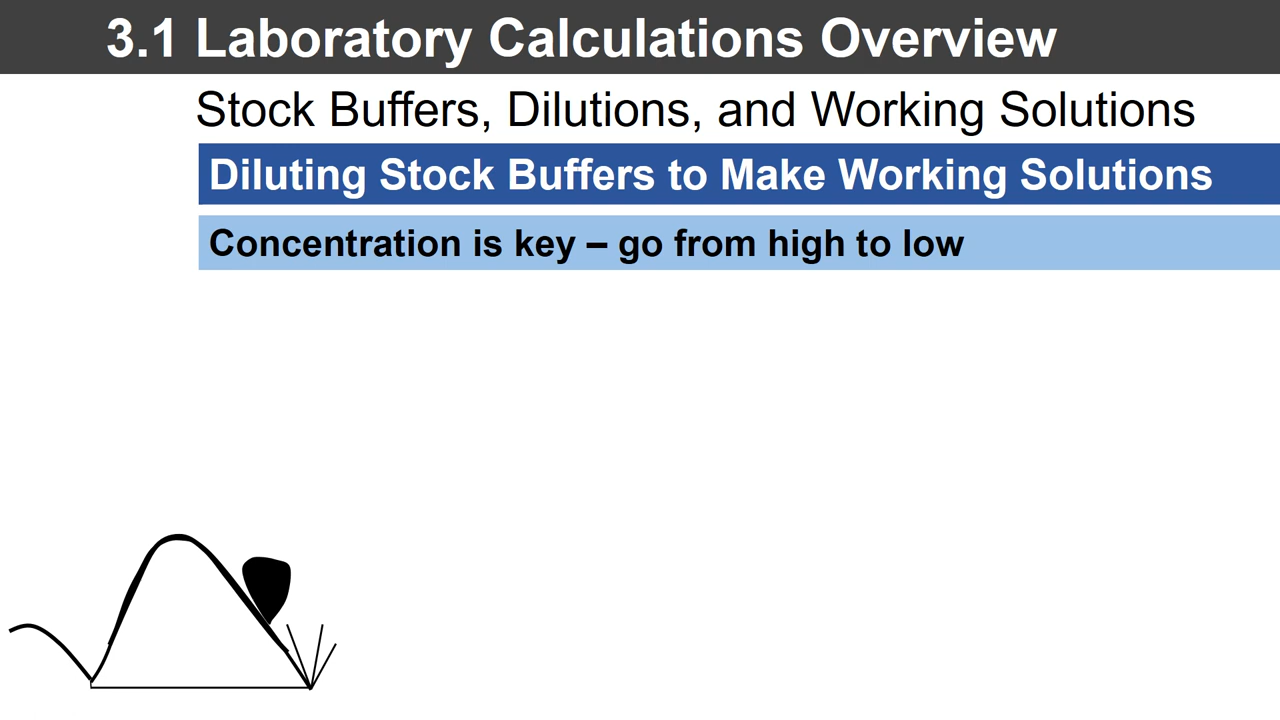 3.1 Laboratory Calculations Overview
Stock Buffers, Dilutions, and Working Solutions
Diluting Stock Buffers to Make Working Solutions
Concentration is key – go from high to low